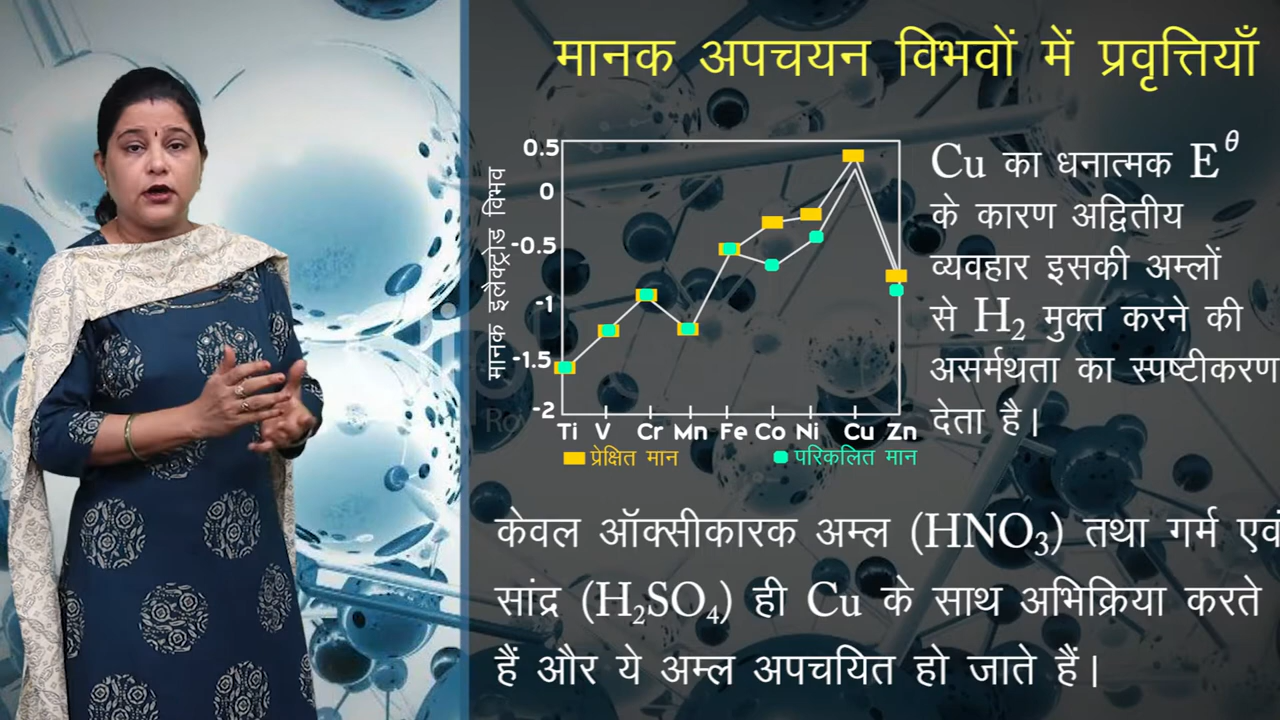 मानक अपचयन विभवों में प्रवृत्तियाँ
मानक इलैक्ट्रोड विभव
0.5
0
-0.5
-1
-1.5
-2
Ti V Cr Mn Fe Co Ni Cu Zn
प्रेक्षित मान परिकलित मान
Cu का धनात्मक E^θ
के कारण अद्वितीय
व्यवहार इसकी अम्लों
से H₂ मुक्त करने की
असर्मथता का स्पष्टीकरण
देता है।
केवल ऑक्सीकारक अम्ल (HNO₃) तथा गर्म एवं
सांद्र (H₂SO₄) ही Cu के साथ अभिक्रिया करते
हैं और ये अम्ल अपचयित हो जाते हैं।